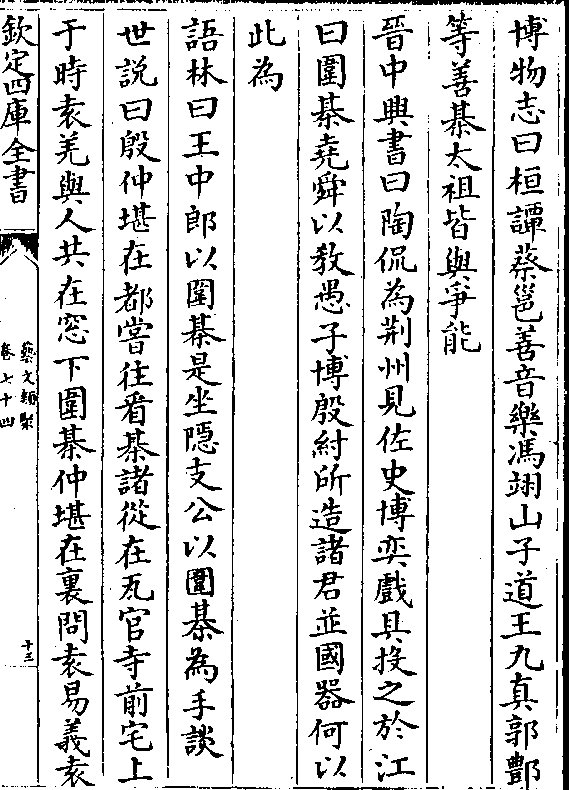 博物志曰桓譚蔡邕善音樂馮翊山子道王九真郭酆
等善棊太祖皆與爭能
晉中興書曰陶侃為荆州見佐史博奕戲具投之於江
曰圍棊堯舜以教愚子博殷紂所造諸君並國器何以
此為
語林曰王中郎以圍棊是坐隠支公以圍棊為手談
世説曰殷仲堪在都嘗往看棊諸從在瓦官寺前宅上
于時袁羌與人共在窓下圍棊仲堪在裏問袁易義袁
欽定四庫全書
藝文類聚
卷七十四
十三